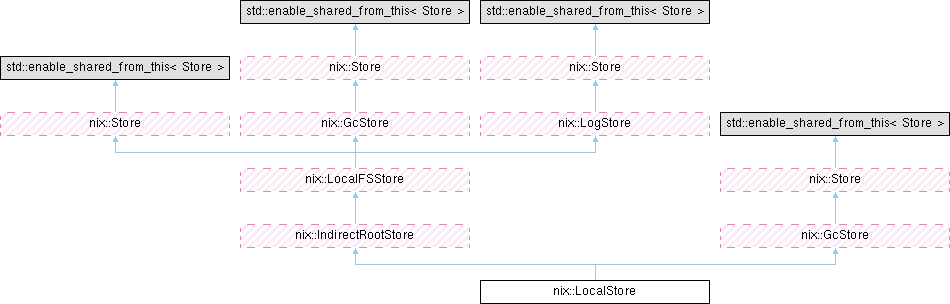 std::enable_shared_from_this< Store >
std::enable_shared_from_this< Store >
std::enable_shared_from_this< Store >
nix::Store
nix::Store
nix::Store
nix::GcStore
nix::LogStore
std::enable_shared_from_this< Store >
nix::LocalFSStore
nix::Store
nix::IndirectRootStore
nix::GcStore
nix::LocalStore